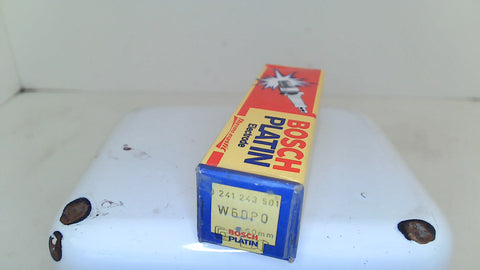 BOSCH
PLATIN
Electrode
0 241 243 501
W6DP0
BOSCH
PLATIN